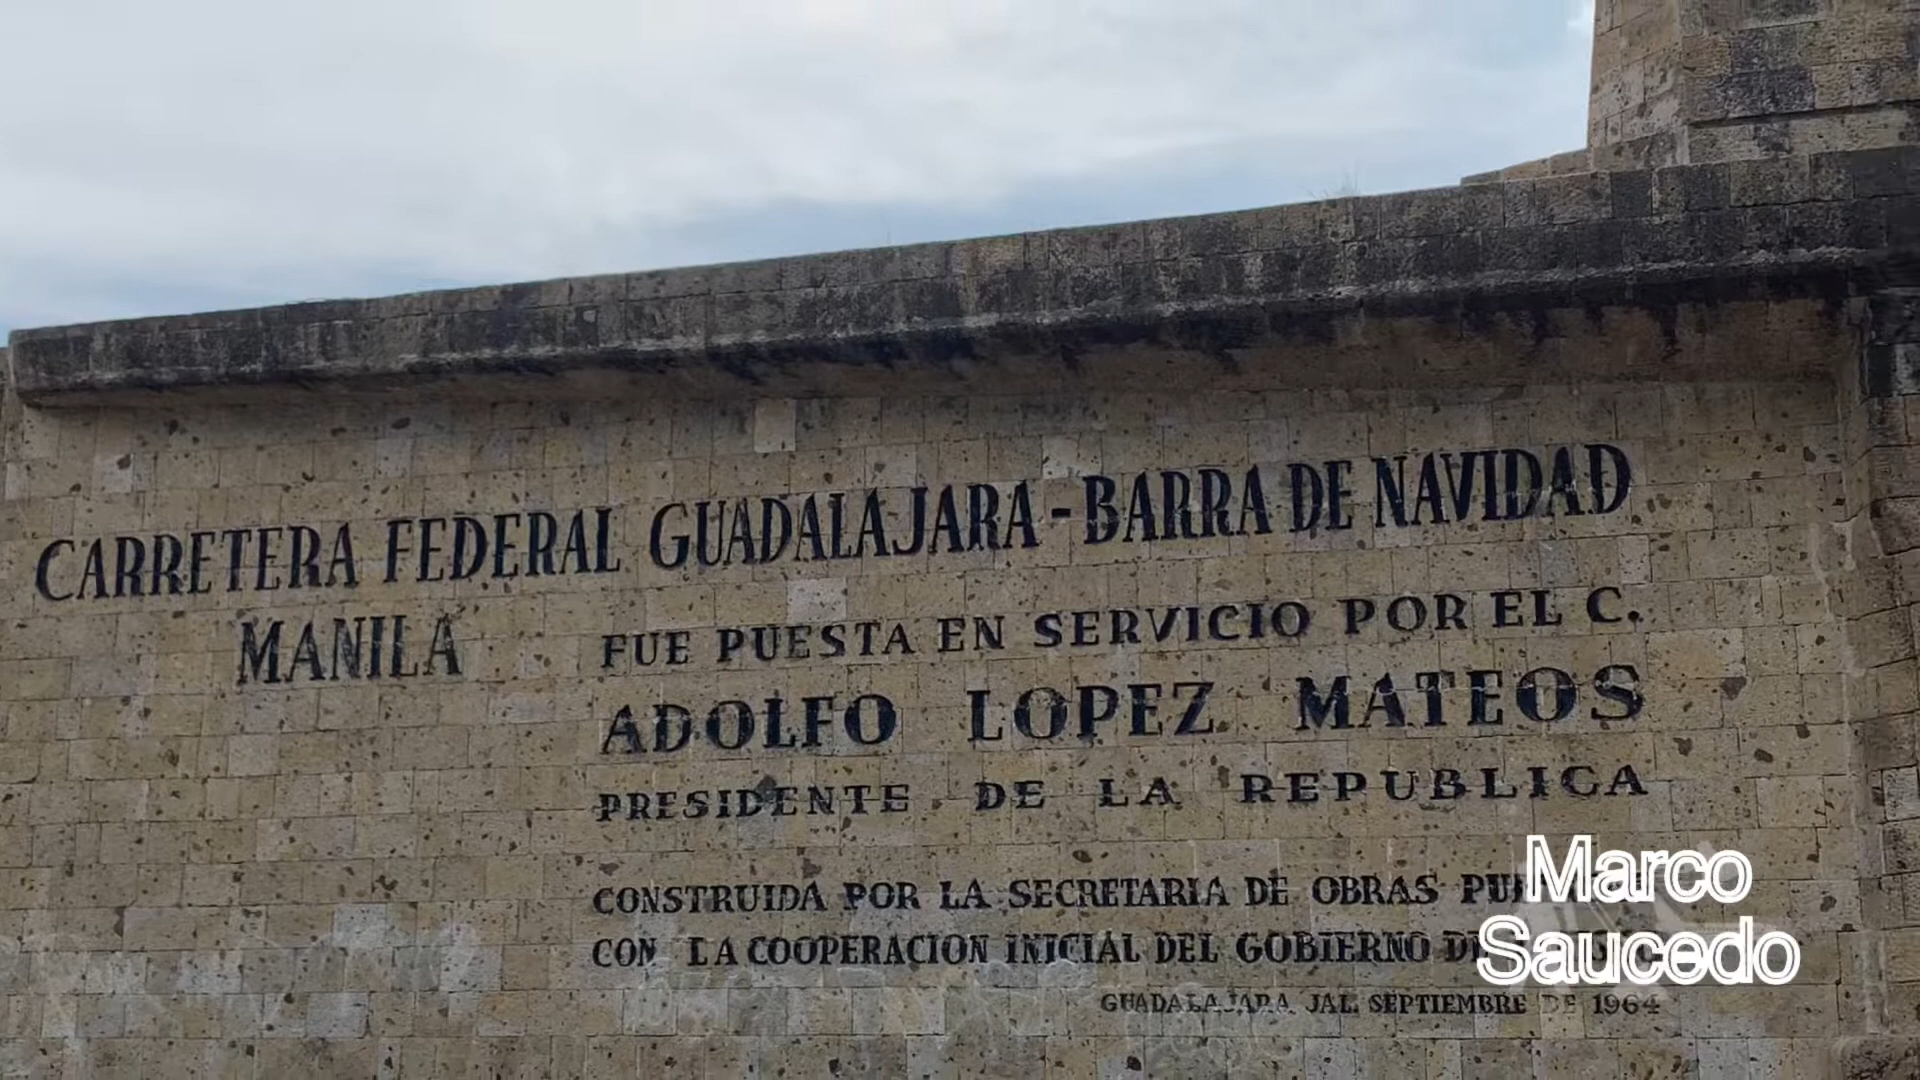 CARRETERA FEDERAL GUADALAJARA-BARRA DE NAVIDAD
MANILA
FUE PUESTA EN SERVICIO POR EL C.
ADOLFO LOPEZ MATEOS
PRESIDENTE DE LA REPUBLICA
CONSTRUIDA POR LA SECRETARIA DE OBRAS
CON LA COOPERACION INICIAL DEL GOBIERNO
GUADALAJARA, JAL. SEPTIEMBRE DE 1964
Marco
Saucedo